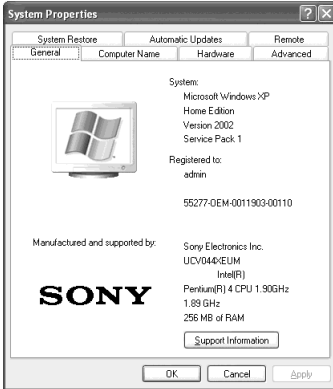 System Properties
System Restore
Automatic Updates
Remote
General
Computer Name
Hardware
Advanced
System:
Microsoft Windows XP
Home Edition
Version 2002
Service Pack 1
Registered to:
admin
55277-OEM-0011903-00110
Manufactured and supported by:
SONY
Sony Electronics Inc.
UCV044XEUM
Intel(R)
Pentium(R) 4 CPU 1.90GHz
1.89 GHz
256 MB of RAM
Support Information
OK
Cancel
Apply